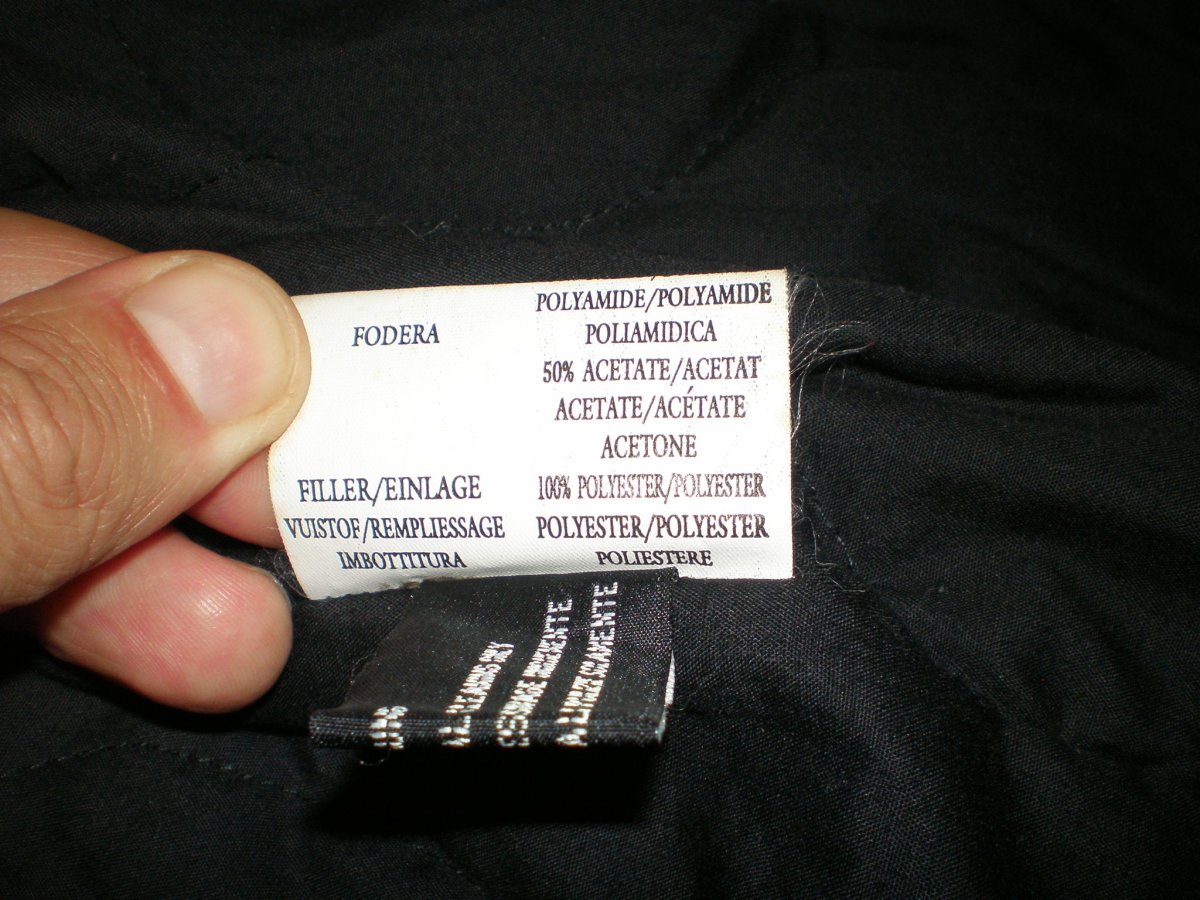 POLYAMIDE/POLYAMIDE
FODERA POLIAMIDICA
50% ACETATE/ACETAT
ACETATE/ACÉTATE
ACETONE
FILLER/EINLAGE 100% POLYESTER/POLYESTER
VUISTOF/REMPLIESSAGE POLYESTER/POLYESTER
IMBOTTITURA POLIESTERE